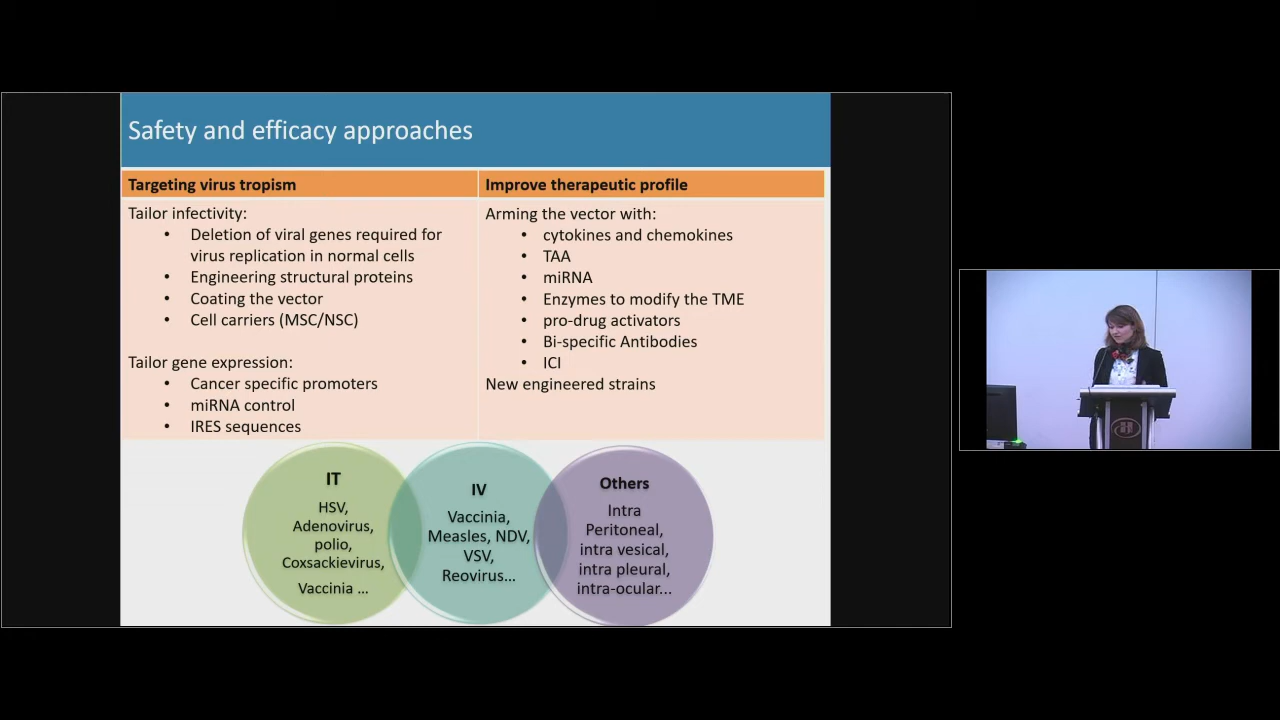 Safety and efficacy approaches
Targeting virus tropism
Tailor infectivity:
• Deletion of viral genes required for
virus replication in normal cells
• Engineering structural proteins
• Coating the vector
• Cell carriers (MSC/NSC)
Tailor gene expression:
• Cancer specific promoters
• miRNA control
• IRES sequences
Improve therapeutic profile
Arming the vector with:
• cytokines and chemokines
• TAA
• miRNA
• Enzymes to modify the TME
• pro-drug activators
• Bi-specific Antibodies
• ICI
New engineered strains
IT
HSV,
Adenovirus,
polio,
Coxsackievirus,
Vaccinia ...
IV
Vaccinia,
Measles, NDV,
VSV,
Reovirus...
Others
Intra
Peritoneal,
intra vesical,
intra pleural,
intra-ocular...